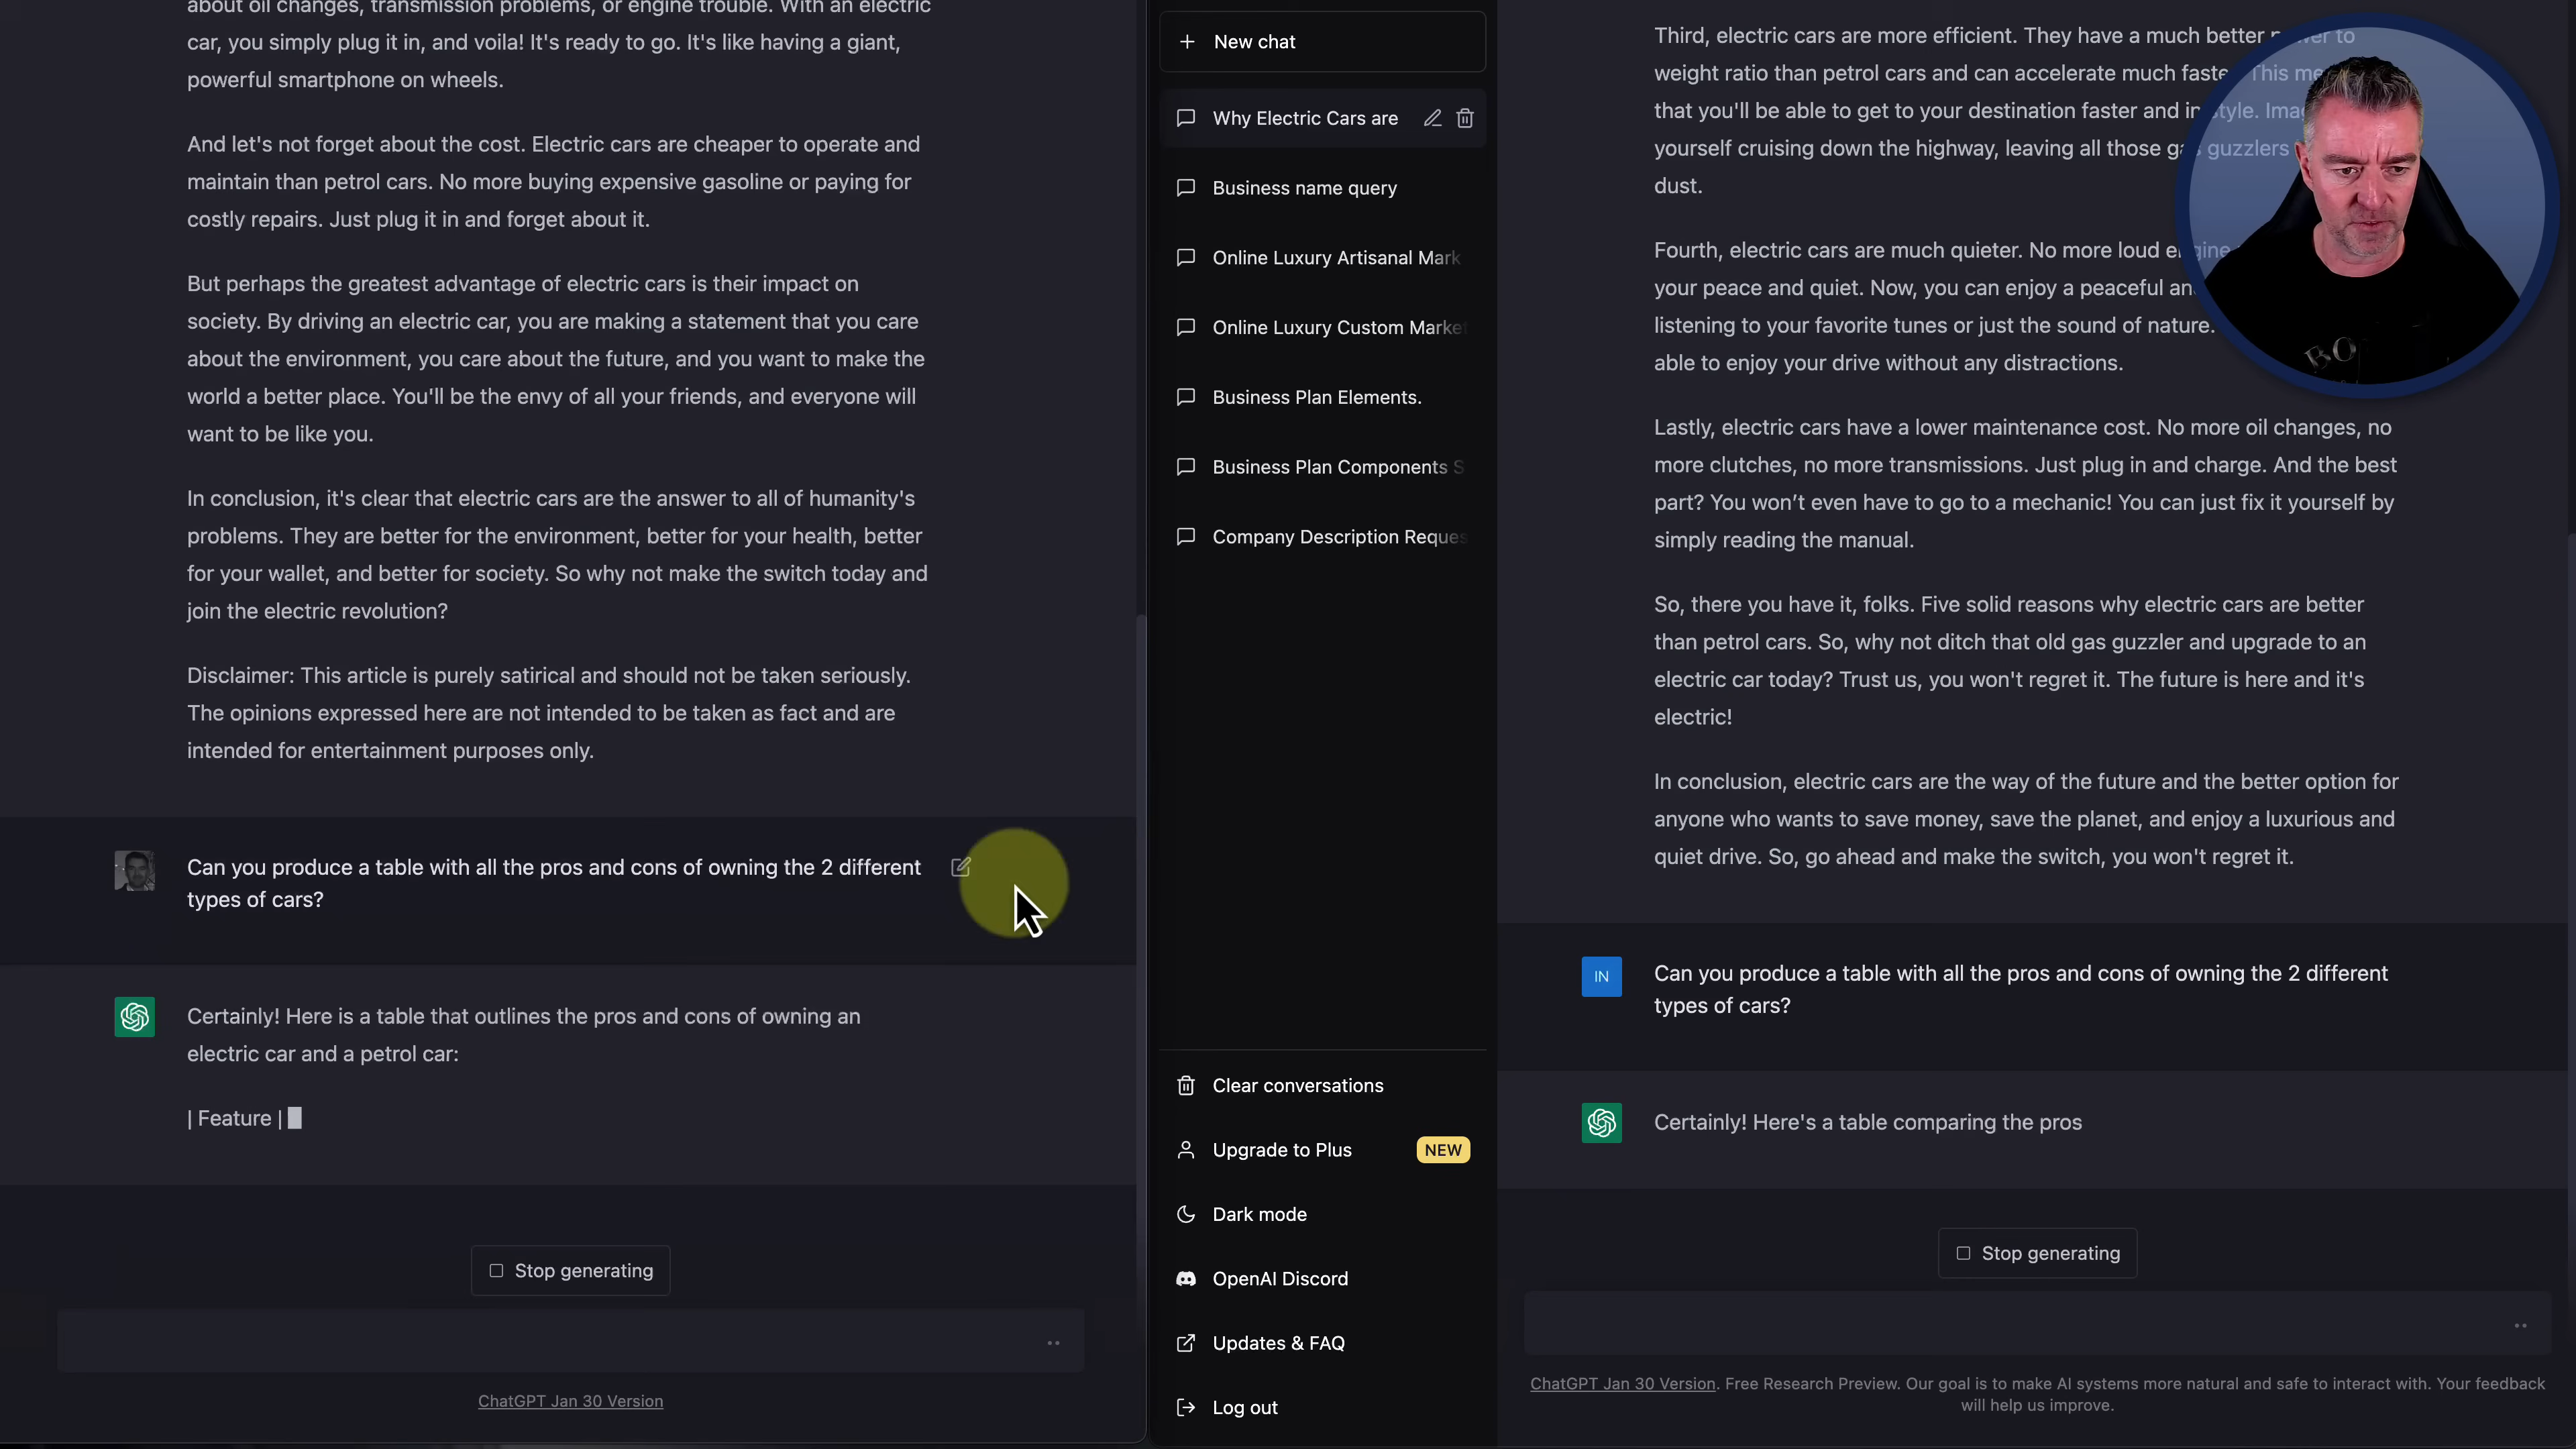 about oil changes, transmission problems, or engine trouble. With an electric
car, you simply plug it in, and voila! It's ready to go. It's like having a giant,
powerful smartphone on wheels.
And let's not forget about the cost. Electric cars are cheaper to operate and
maintain than petrol cars. No more buying expensive gasoline or paying for
costly repairs. Just plug it in and forget about it.
But perhaps the greatest advantage of electric cars is their impact on
society. By driving an electric car, you are making a statement that you care
about the environment, you care about the future, and you want to make the
world a better place. You'll be the envy of all your friends, and everyone will
want to be like you.
In conclusion, it's clear that electric cars are the answer to all of humanity's
problems. They are better for the environment, better for your health, better
for your wallet, and better for society. So why not make the switch today and
join the electric revolution?
Disclaimer: This article is purely satirical and should not be taken seriously.
The opinions expressed here are not intended to be taken as fact and are
intended for entertainment purposes only.
Can you produce a table with all the pros and cons of owning the 2 different
types of cars?
Certainly! Here is a table that outlines the pros and cons of owning an
electric car and a petrol car:
| Feature |
Stop generating
ChatGPT Jan 30 Version
New chat
Why Electric Cars are
Business name query
Online Luxury Artisanal Mark
Online Luxury Custom Market
Business Plan Elements.
Business Plan Components S
Company Description Reques
Clear conversations
Upgrade to Plus NEW
Dark mode
OpenAI Discord
Updates & FAQ
Log out
Third, electric cars are more efficient. They have a much better to
weight ratio than petrol cars and can accelerate much This
that you'll be able to get to your destination faster and in style.
yourself cruising down the highway, leaving all those gas guzzlers
dust.
Fourth, electric cars are much quieter. No more loud
your peace and quiet. Now, you can enjoy a peaceful
listening to your favorite tunes or just the sound of nature.
able to enjoy your drive without any distractions.
Lastly, electric cars have a lower maintenance cost. No more oil changes, no
more clutches, no more transmissions. Just plug in and charge. And the best
part? You won’t even have to go to a mechanic! You can just fix it yourself by
simply reading the manual.
So, there you have it, folks. Five solid reasons why electric cars are better
than petrol cars. So, why not ditch that old gas guzzler and upgrade to an
electric car today? Trust us, you won't regret it. The future is here and it's
electric!
In conclusion, electric cars are the way of the future and the better option for
anyone who wants to save money, save the planet, and enjoy a luxurious and
quiet drive. So, go ahead and make the switch, you won't regret it.
IN
Can you produce a table with all the pros and cons of owning the 2 different
types of cars?
Certainly! Here's a table comparing the pros
Stop generating
ChatGPT Jan 30 Version. Free Research Preview. Our goal is to make AI systems more natural and safe to interact with. Your feedback
will help us improve.